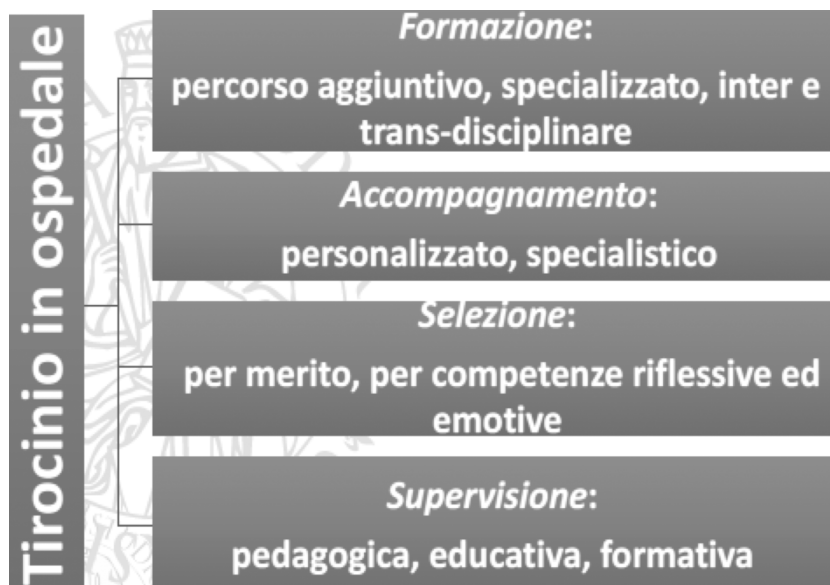 Tirocinio in ospedale
Formazione:
percorso aggiuntivo, specializzato, inter e
trans-disciplinare
Accompagnamento:
personalizzato, specialistico
Selezione:
per merito, per competenze riflessive ed
emotive
Supervisione:
pedagogica, educativa, formativa